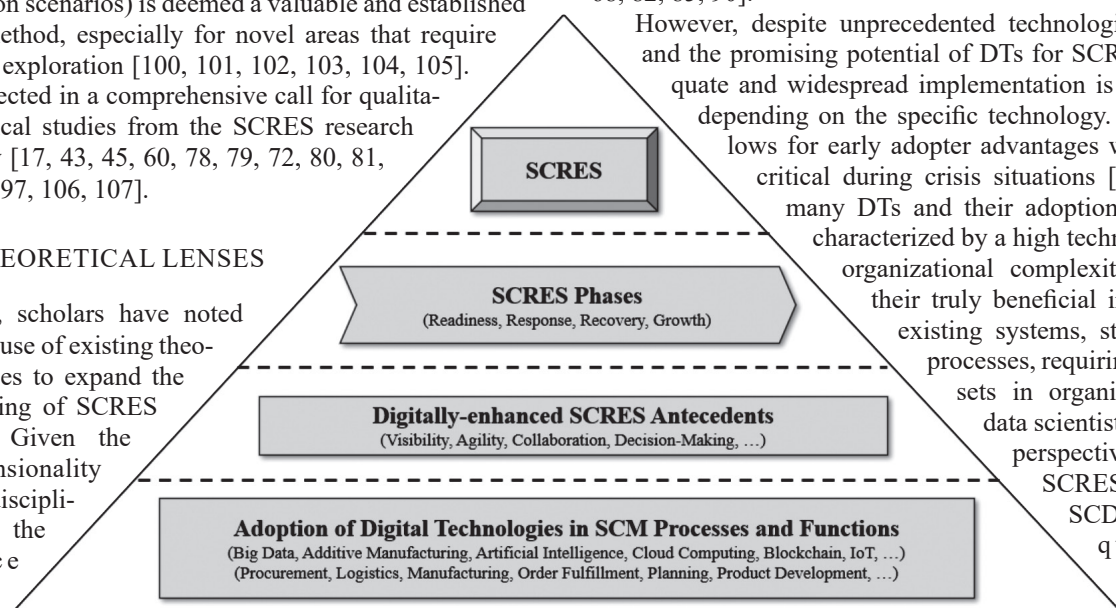 on scenarios) is deemed a valuable and established
ethod, especially for novel areas that require
exploration [100, 101, 102, 103, 104, 105].
ected in a comprehensive call for qualita-
cal studies from the SCRES research
[17, 43, 45, 60, 78, 79, 72, 80, 81,
97, 106, 107].
EORETICAL LENSES
, scholars have noted
use of existing theo-
es to expand the
ing of SCRES
Given the
nsionality
discipli-
the
ce
SCRES
SCRES Phases
(Readiness, Response, Recovery, Growth)
Digitally-enhanced SCRES Antecedents
(Visibility, Agility, Collaboration, Decision-Making, …)
Adoption of Digital Technologies in SCM Processes and Functions
(Big Data, Additive Manufacturing, Artificial Intelligence, Cloud Computing, Blockchain, IoT, …)
(Procurement, Logistics, Manufacturing, Order Fulfillment, Planning, Product Development, …)
However, despite unprecedented technologi
and the promising potential of DTs for SCR
quate and widespread implementation is
depending on the specific technology.
lows for early adopter advantages w
critical during crisis situations [
many DTs and their adoption
characterized by a high techn
organizational complexit
their truly beneficial i
existing systems, st
processes, requirin
sets in organi
data scientist
perspectiv
SCRES
SCD
q